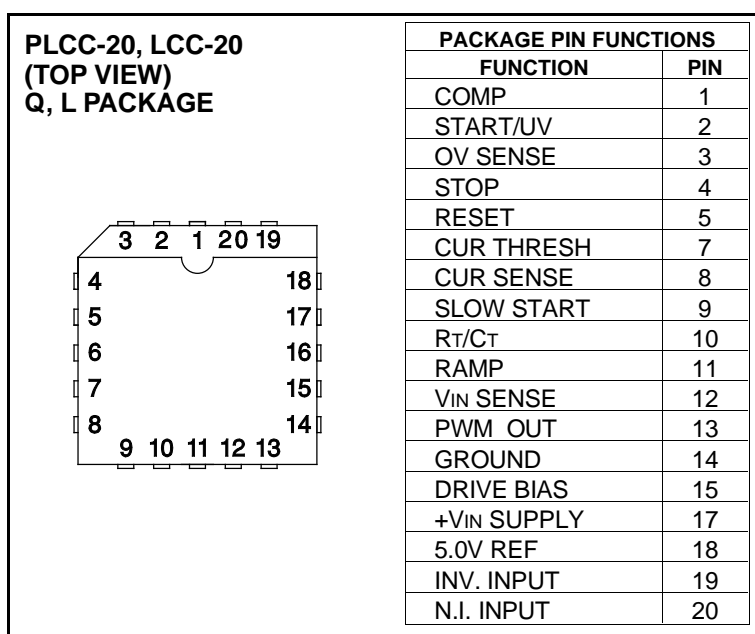 PLCC-20, LCC-20
(TOP VIEW)
Q, L PACKAGE
3 2 1 20 19
4 18
5 17
6 16
7 15
8 14
9 10 11 12 13
PACKAGE PIN FUNCTIONS
FUNCTION PIN
COMP 1
START/UV 2
OV SENSE 3
STOP 4
RESET 5
CUR THRESH 7
CUR SENSE 8
SLOW START 9
RT/CT 10
RAMP 11
VIN SENSE 12
PWM OUT 13
GROUND 14
DRIVE BIAS 15
+VIN SUPPLY 17
5.0V REF 18
INV. INPUT 19
N.I. INPUT 20